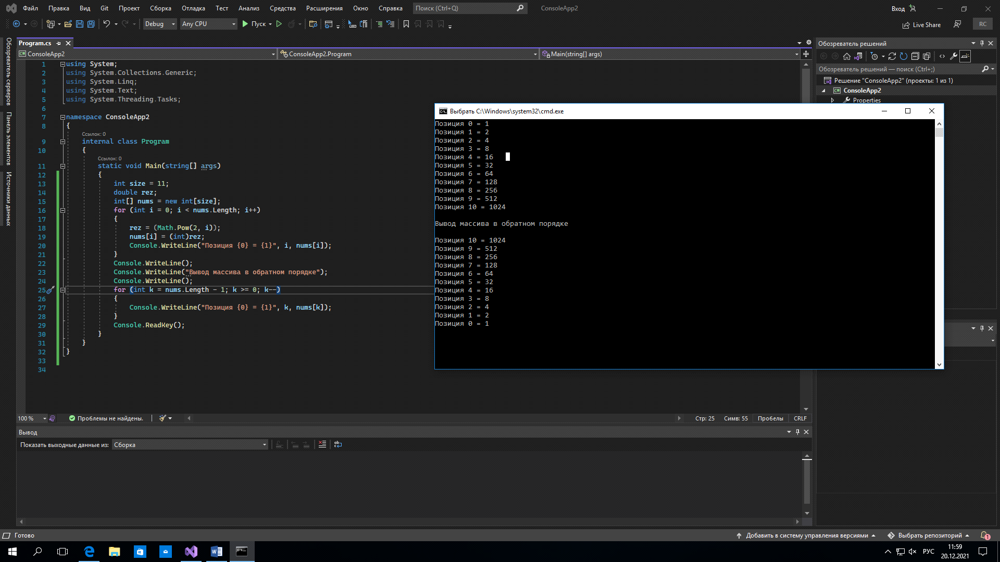 Файл Правка Вид Git Проект Сборка Отладка Тест Анализ Средства Расширения Окно Справка Поиск (Ctrl+Q) ConsoleApp2 Вход
Debug Any CPU Пуск Live Share RC
Обозреватель серверов
Панель элементов
Источники данных
Program.cs
ConsoleApp2 ConsoleApp2.Program Main(string[] args)
1 using System;
2 using System.Collections.Generic;
3 using System.Linq;
4 using System.Text;
5 using System.Threading.Tasks;
6
7 namespace ConsoleApp2
8 {
Ссылок: 0
9 internal class Program
10 {
Ссылок: 0
11 static void Main(string[] args)
12 {
13 int size = 11;
14 double rez;
15 int[] nums = new int[size];
16 for (int i = 0; i < nums.Length; i++)
17 {
18 rez = (Math.Pow(2, i));
19 nums[i] = (int)rez;
20 Console.WriteLine("Позиция {0} = {1}", i, nums[i]);
21 }
22 Console.WriteLine();
23 Console.WriteLine("Вывод массива в обратном порядке");
24 Console.WriteLine();
25 for (int k = nums.Length - 1; k >= 0; k--)
26 {
27 Console.WriteLine("Позиция {0} = {1}", k, nums[k]);
28 }
29 Console.ReadKey();
30 }
31 }
32 }
33
34
Выбрать C:\Windows\system32\cmd.exe
Позиция 0 = 1
Позиция 1 = 2
Позиция 2 = 4
Позиция 3 = 8
Позиция 4 = 16
Позиция 5 = 32
Позиция 6 = 64
Позиция 7 = 128
Позиция 8 = 256
Позиция 9 = 512
Позиция 10 = 1024
Вывод массива в обратном порядке
Позиция 10 = 1024
Позиция 9 = 512
Позиция 8 = 256
Позиция 7 = 128
Позиция 6 = 64
Позиция 5 = 32
Позиция 4 = 16
Позиция 3 = 8
Позиция 2 = 4
Позиция 1 = 2
Позиция 0 = 1
Обозреватель решений
Обозреватель решений — поиск (Ctrl+;)
Решение "ConsoleApp2" (проекты: 1 из 1)
ConsoleApp2
Properties
100 % Проблемы не найдены. Стр: 25 Симв: 55 Пробелы CRLF
Вывод
Показать выходные данные из: Сборка
Готово Добавить в систему управления версиями Выбрать репозиторий 1
РУС 11:59
20.12.2021